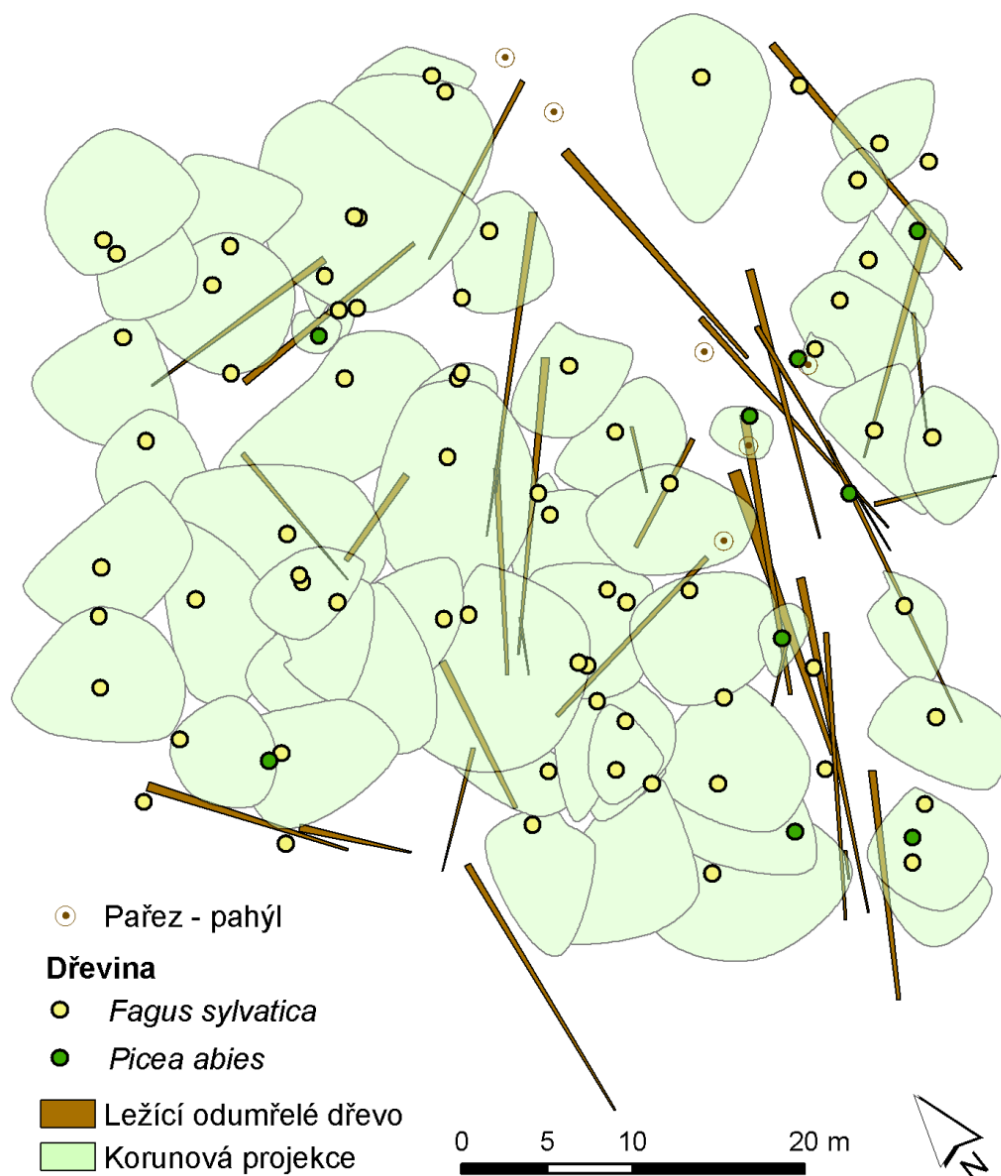 Pařez - pahýl
Dřevina
Fagus sylvatica
Picea abies
Ležící odumřelé dřevo
Korunová projekce
0 5 10 20 m
N